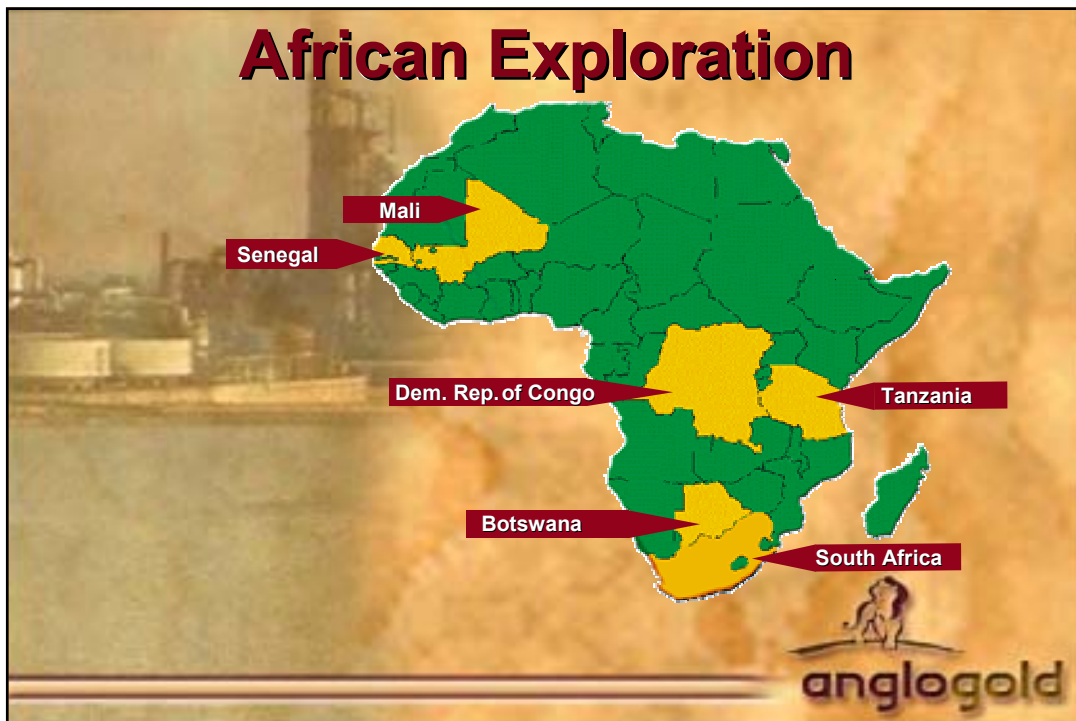 African Exploration
Mali
Senegal
Dem. Rep. of Congo
Tanzania
Botswana
South Africa
anglogold